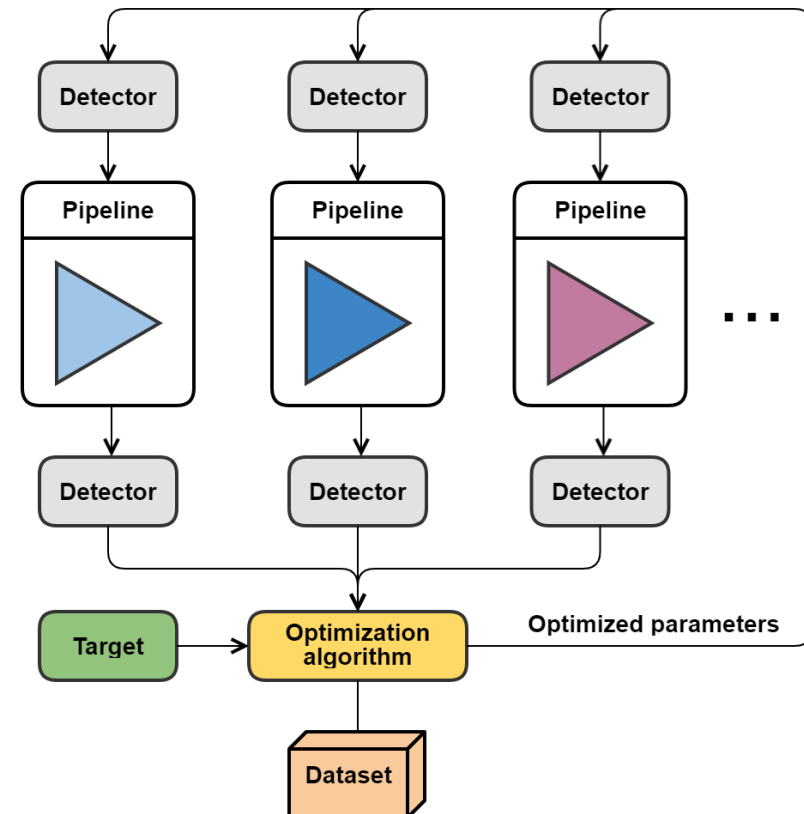 Detector Detector Detector
Pipeline Pipeline Pipeline
...
Detector Detector Detector
Target
Optimization
algorithm
Optimized parameters
Dataset